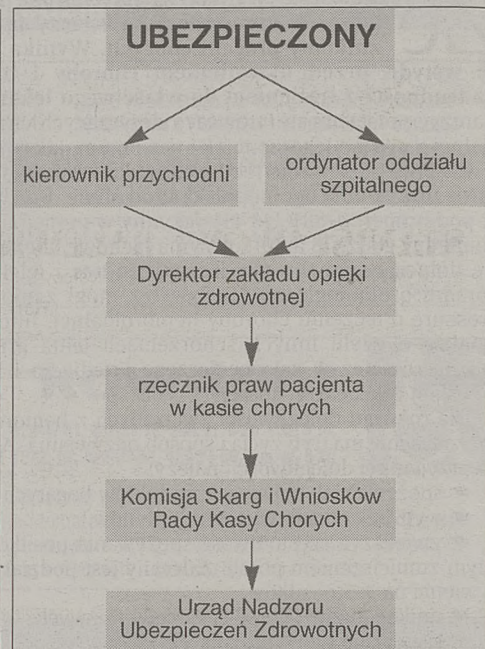 UBEZPIECZONY
kierownik przychodni
ordynator oddziału
szpitalnego
Dyrektor zakładu opieki
zdrowotnej
rzecznik praw pacjenta
w kasie chorych
Komisja Skarg i Wniosków
Rady Kasy Chorych
Urząd Nadzoru
Ubezpieczeń Zdrowotnych